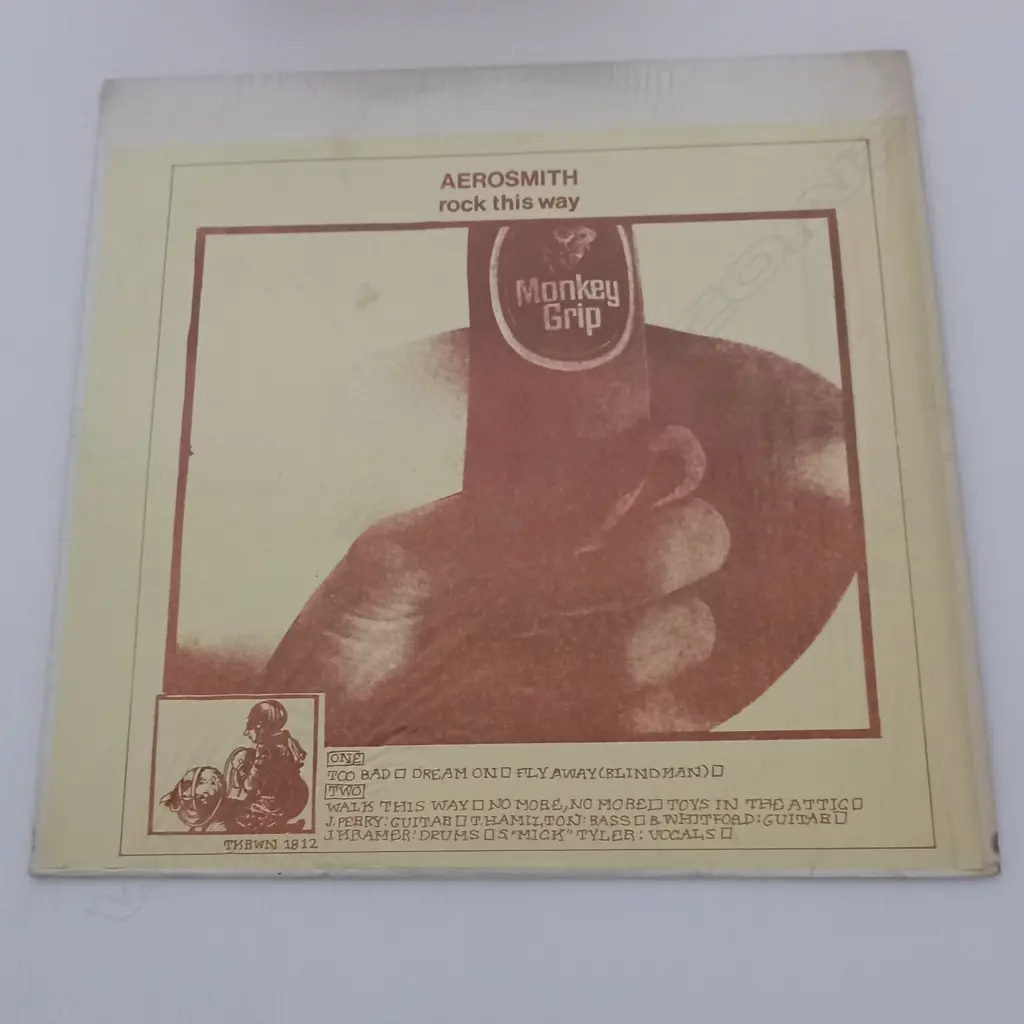 AEROSMITH
rock this way
Monkey
Grip
ONE
TOO BAD□ DREAM ON□ FLY AWAY(BLINDMAN)□
TWO
WALK THIS WAY□ NO MORE, NO MORE□ TOYS IN THE ATTIC□
J. PERRY: GUITAR□ T. HAMILTON: BASS□ B. WHITFORD: GUITAR□
J. KRAMER: DRUMS□ S "MICK" TYLER: VOCALS□
TKRWN 1812